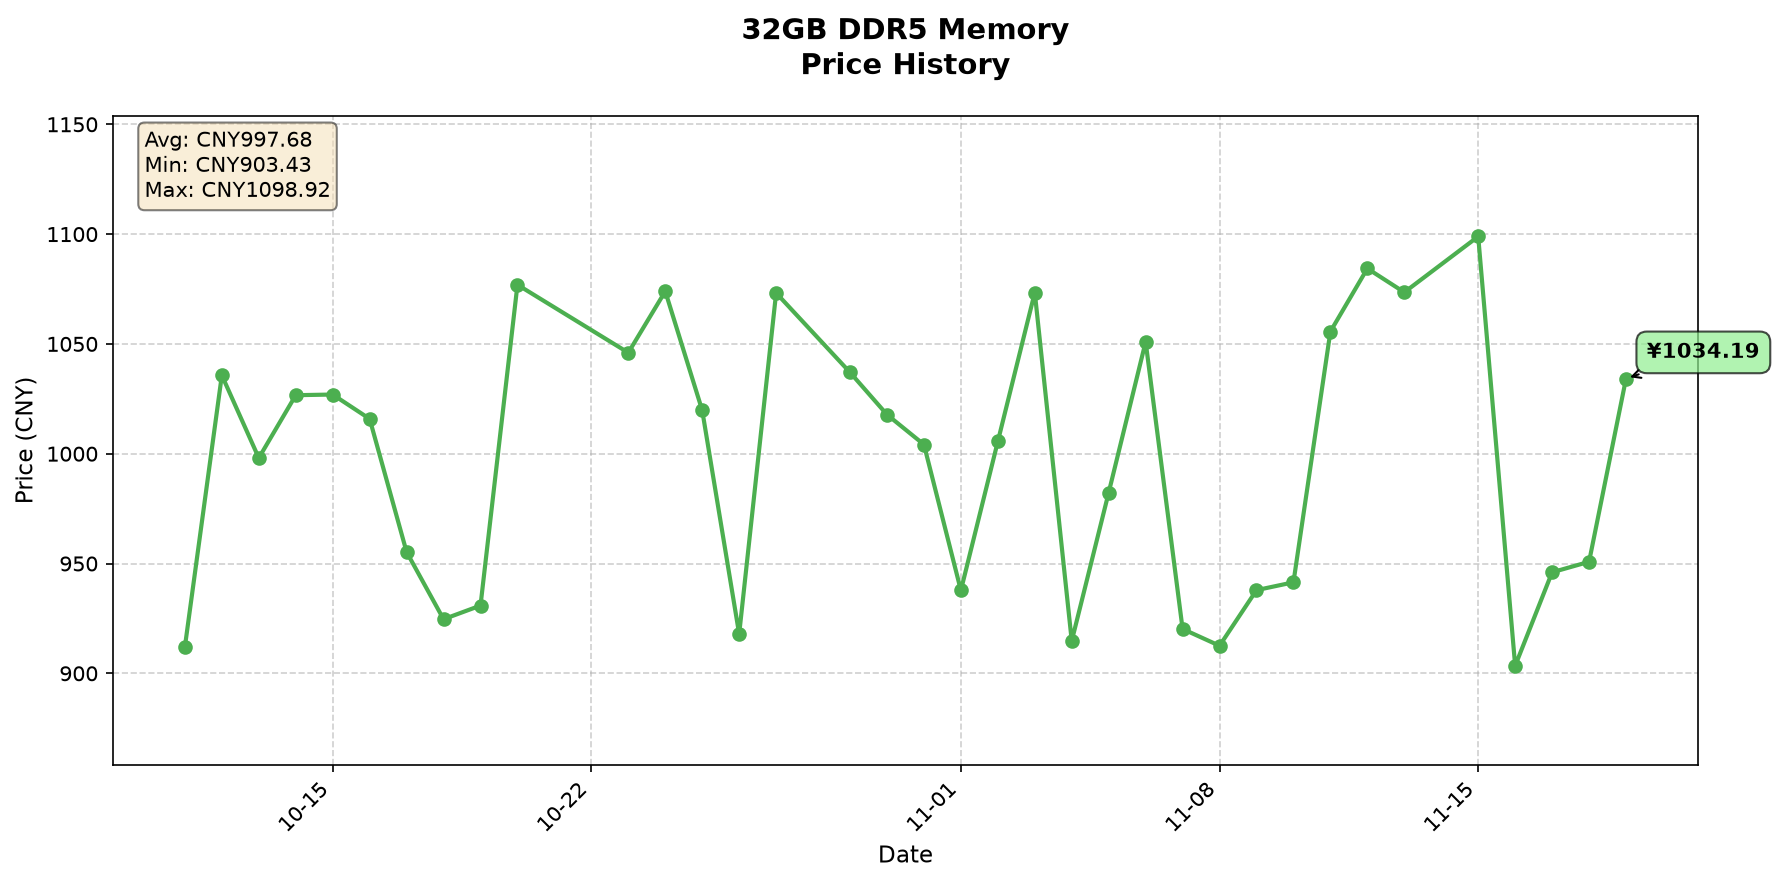 32GB DDR5 Memory
Price History
Avg: CNY997.68
Min: CNY903.43
Max: CNY1098.92
1150
1100
1050
1000
950
900
Price (CNY)
¥1034.19
10-15
10-22
11-01
11-08
11-15
Date